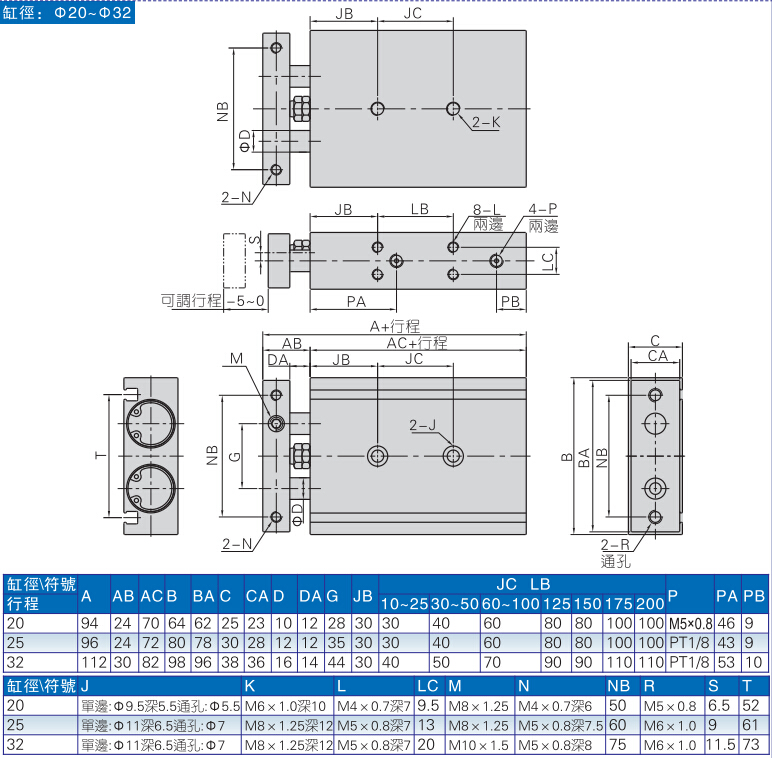 缸徑: Φ20~Φ32
JB JC
NB
ΦD
2-K
2-N
JB LB
8-L
兩邊
4-P
兩邊
S
LC
可調行程 -5~0
PA
PB
A+行程
AB
AC+行程
M
DA
JB
JC
C
CA
T
NB
G
2-J
B
BA
NB
ΦD
2-N
2-R
通孔
缸徑\符號 A AB AC B BA C CA D DA G JB JC LB P PA PB
行程 10~25 30~50 60~100 125 150 175 200
20 94 24 70 64 62 25 23 10 12 28 30 30 40 60 80 80 100 100 M5×0.8 46 9
25 96 24 72 80 78 30 28 12 12 35 30 30 40 60 80 80 100 100 PT1/8 43 9
32 112 30 82 98 96 38 36 16 14 44 30 40 50 70 90 90 110 110 PT1/8 53 10
缸徑\符號 J K L LC M N NB R S T
20 單邊:Φ9.5深5.5通孔:Φ5.5 M6×1.0深10 M4×0.7深7 9.5 M8×1.25 M4×0.7深6 50 M5×0.8 6.5 52
25 單邊:Φ11深6.5通孔:Φ7 M8×1.25深12 M5×0.8深7 13 M8×1.25 M5×0.8深7.5 60 M6×1.0 9 61
32 單邊:Φ11深6.5通孔:Φ7 M8×1.25深12 M5×0.8深7 20 M10×1.5 M5×0.8深8 75 M6×1.0 11.5 73